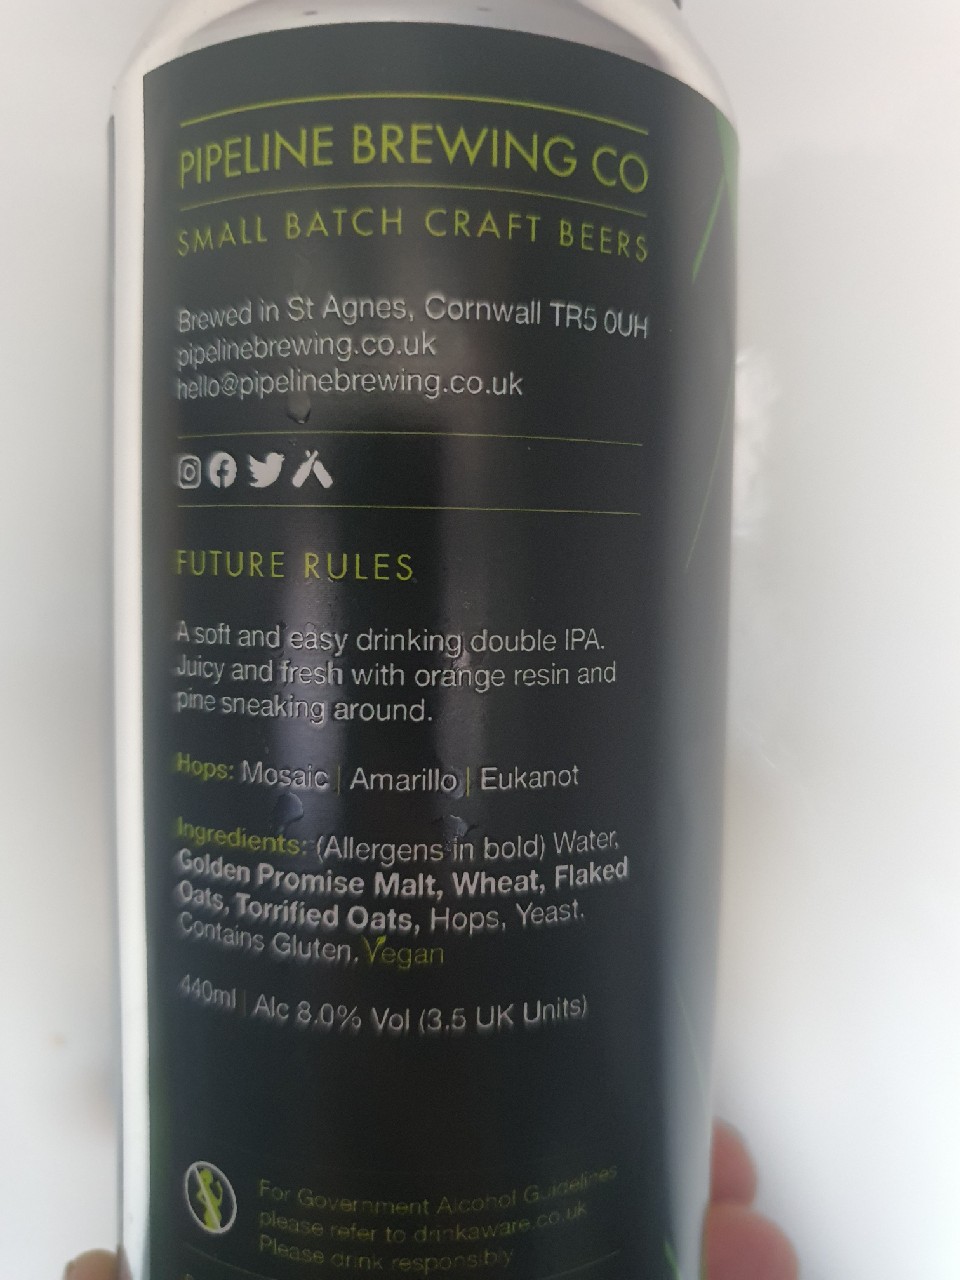 PIPELINE BREWING CO
SMALL BATCH CRAFT BEERS
Brewed in St Agnes, Cornwall TR5 0UH
pipelinebrewing.co.uk
hello@pipelinebrewing.co.uk
FUTURE RULES
A soft and easy drinking double IPA.
Juicy and fresh with orange resin and
pine sneaking around.
Hops: Mosaic | Amarillo | Eukanot
Ingredients: (Allergens in bold) Water,
Golden Promise Malt, Wheat, Flaked
Oats, Torrified Oats, Hops, Yeast.
Contains Gluten. Vegan
440ml | Alc 8.0% Vol (3.5 UK Units)
For Government Alcohol Guidelines
please refer to drinkaware.co.uk
Please drink responsibly